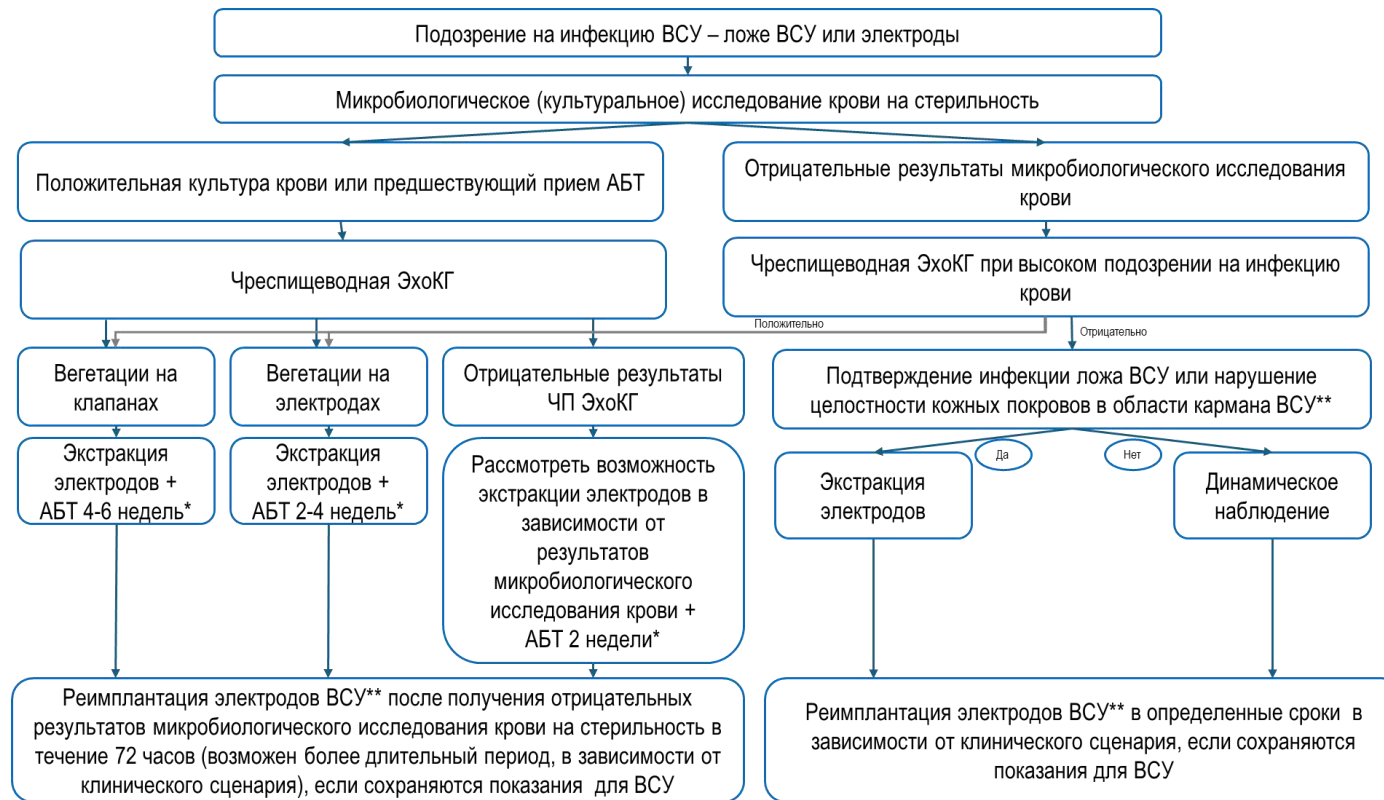 Подозрение на инфекцию ВСУ – ложе ВСУ или электроды
Микробиологическое (культуральное) исследование крови на стерильность
Положительная культура крови или предшествующий прием АБТ
Отрицательные результаты микробиологического исследования
крови
Чреспищеводная ЭхоКГ
Чреспищеводная ЭхоКГ при высоком подозрении на инфекцию
крови
Положительно
Отрицательно
Вегетации на
клапанах
Вегетации на
электродах
Отрицательные результаты
ЧП ЭхоКГ
Подтверждение инфекции ложа ВСУ или нарушение
целостности кожных покровов в области кармана ВСУ**
Да
Нет
Экстракция
электродов +
АБТ 4-6 недель*
Экстракция
электродов +
АБТ 2-4 недель*
Рассмотреть возможность
экстракции электродов в
зависимости от
результатов
микробиологического
исследования крови +
АБТ 2 недели*
Экстракция
электродов
Динамическое
наблюдение
Реимплантация электродов ВСУ** после получения отрицательных
результатов микробиологического исследования крови на стерильность в
течение 72 часов (возможен более длительный период, в зависимости от
клинического сценария), если сохраняются показания для ВСУ
Реимплантация электродов ВСУ** в определенные сроки в
зависимости от клинического сценария, если сохраняются
показания для ВСУ